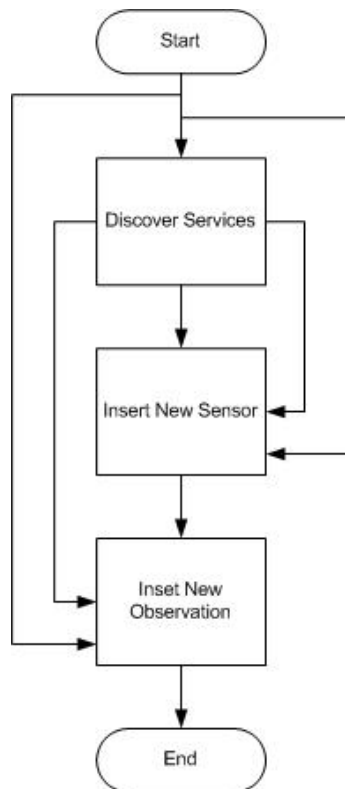 Start
Discover Services
Insert New Sensor
Inset New
Observation
End